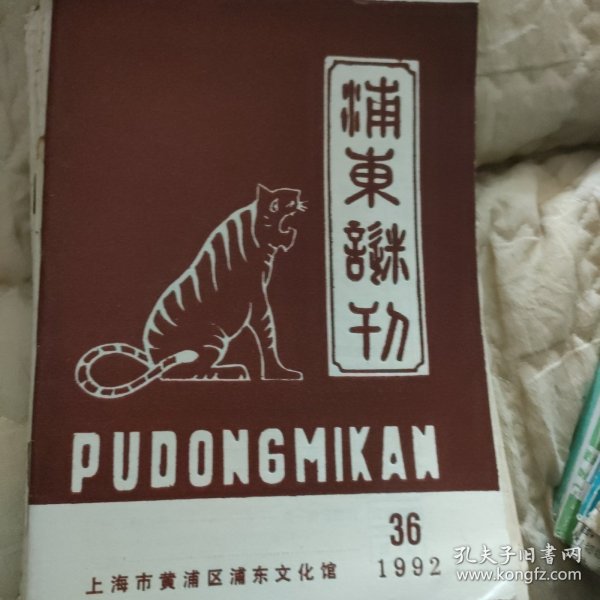 浦東謎刊
PUDONGMIKAN
36
上海市黄浦区浦东文化馆 1992
孔夫子旧书网
www.kongfz.com